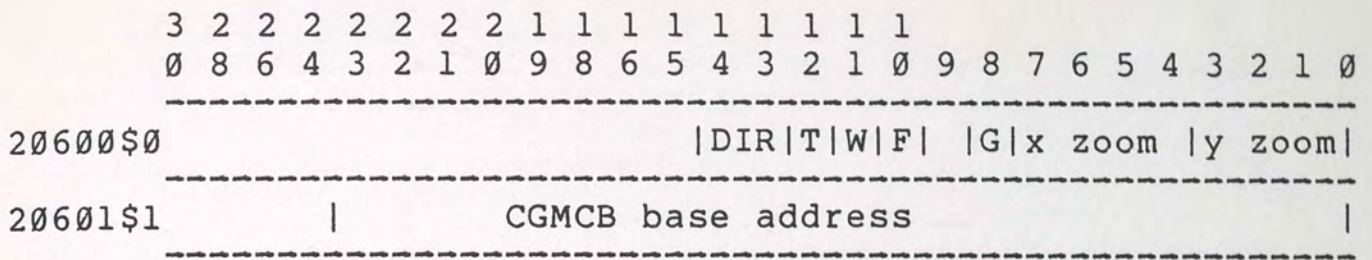 3 2 2 2 2 2 2 2 1 1 1 1 1 1 1 1 1
Ø 8 6 4 3 2 1 Ø 9 8 6 5 4 3 2 1 Ø 9 8 7 6 5 4 3 2 1 Ø
2Ø6ØØ$Ø |DIR|T|W|F| |G|x zoom |y zoom|
2Ø6Ø1$1 | CGMCB base address |